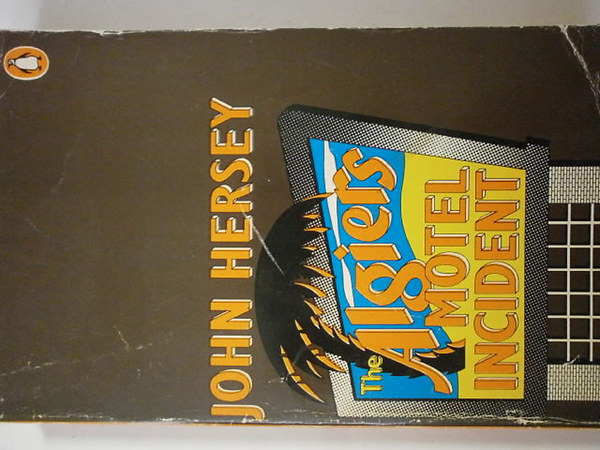 JOHN HERSEY
The
Algiers
MOTEL
INCIDENT